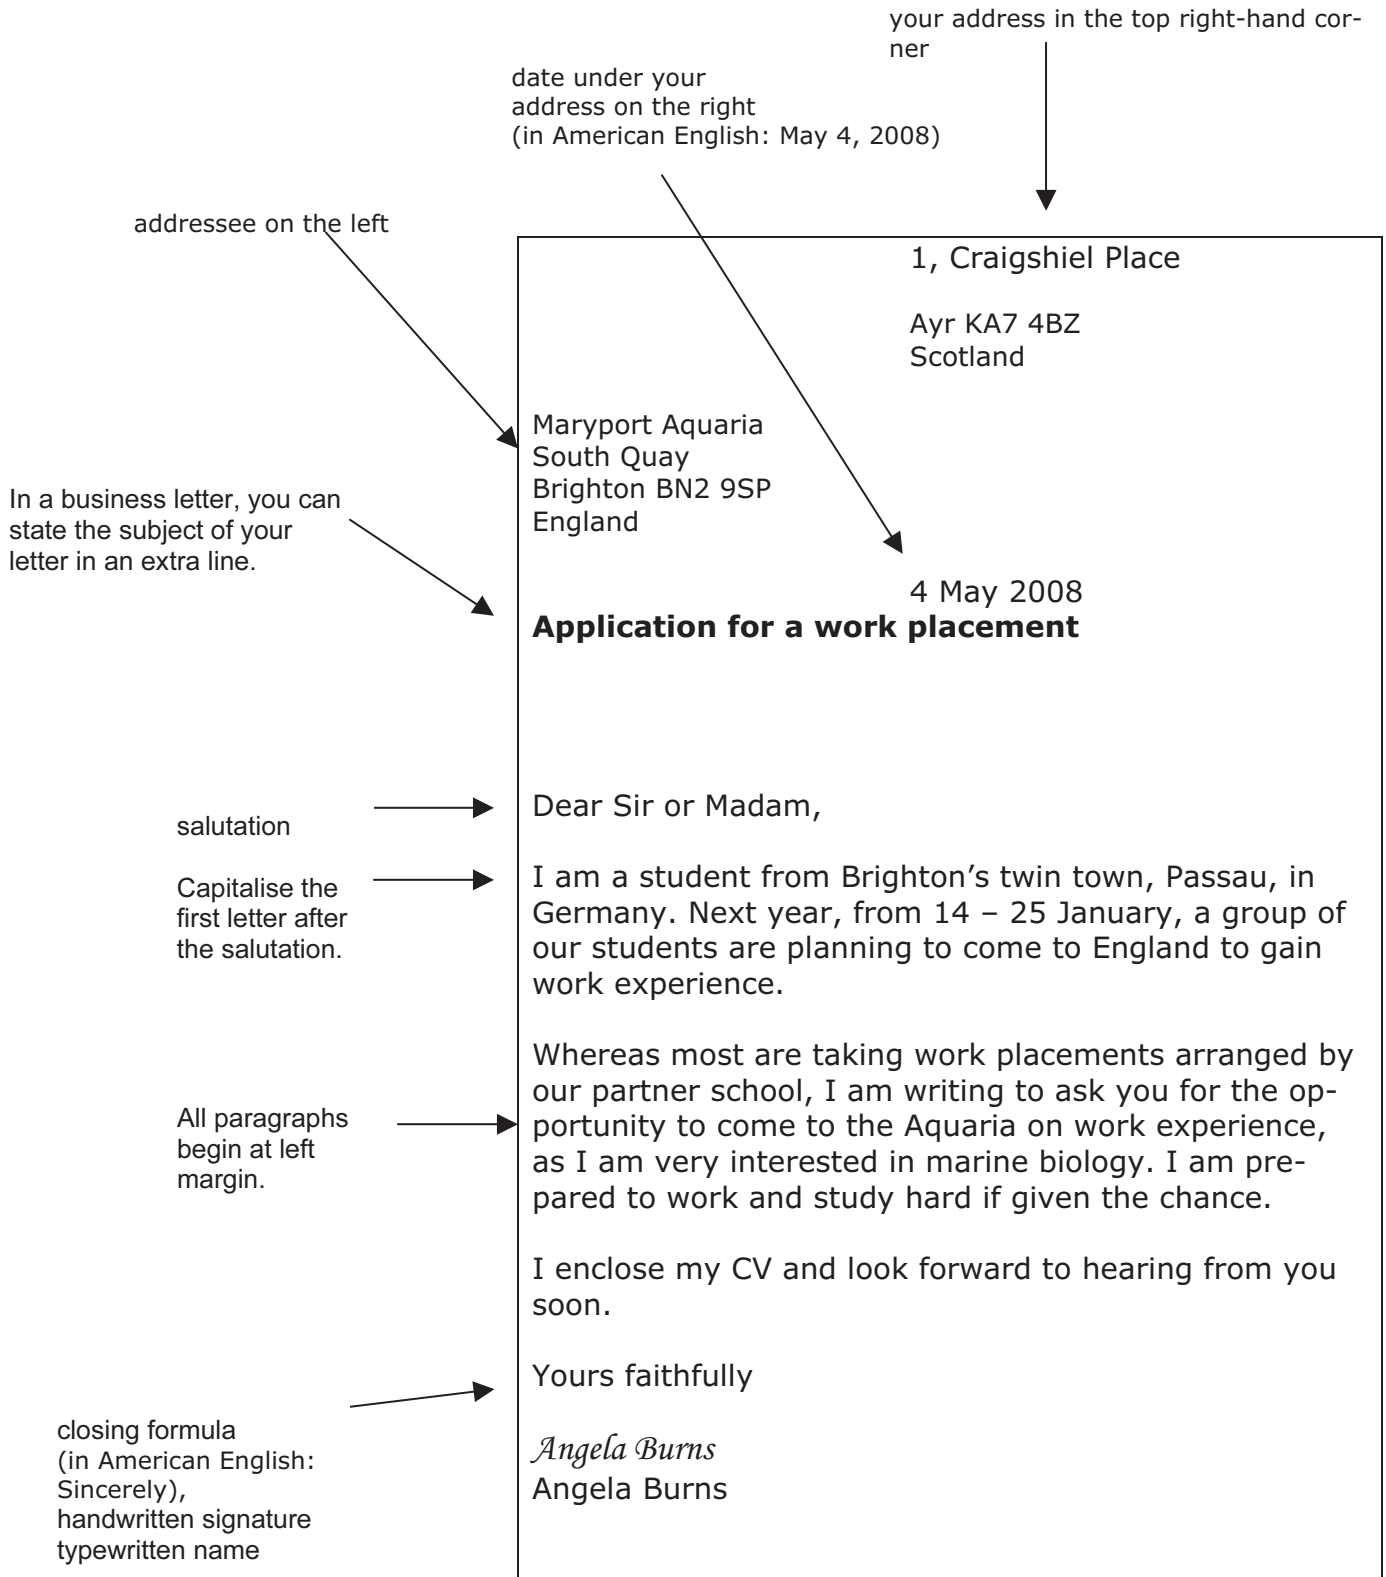 your address in the top right-hand cor-
ner
date under your
address on the right
(in American English: May 4, 2008)
addressee on the left
1, Craigshiel Place
Ayr KA7 4BZ
Scotland
Maryport Aquaria
South Quay
Brighton BN2 9SP
England
In a business letter, you can
state the subject of your
letter in an extra line.
4 May 2008
Application for a work placement
salutation
Dear Sir or Madam,
Capitalise the
first letter after
the salutation.
I am a student from Brighton’s twin town, Passau, in
Germany. Next year, from 14 – 25 January, a group of
our students are planning to come to England to gain
work experience.
All paragraphs
begin at left
margin.
Whereas most are taking work placements arranged by
our partner school, I am writing to ask you for the op-
portunity to come to the Aquaria on work experience,
as I am very interested in marine biology. I am pre-
pared to work and study hard if given the chance.
I enclose my CV and look forward to hearing from you
soon.
Yours faithfully
closing formula
(in American English:
Sincerely),
handwritten signature
typewritten name
Angela Burns
Angela Burns